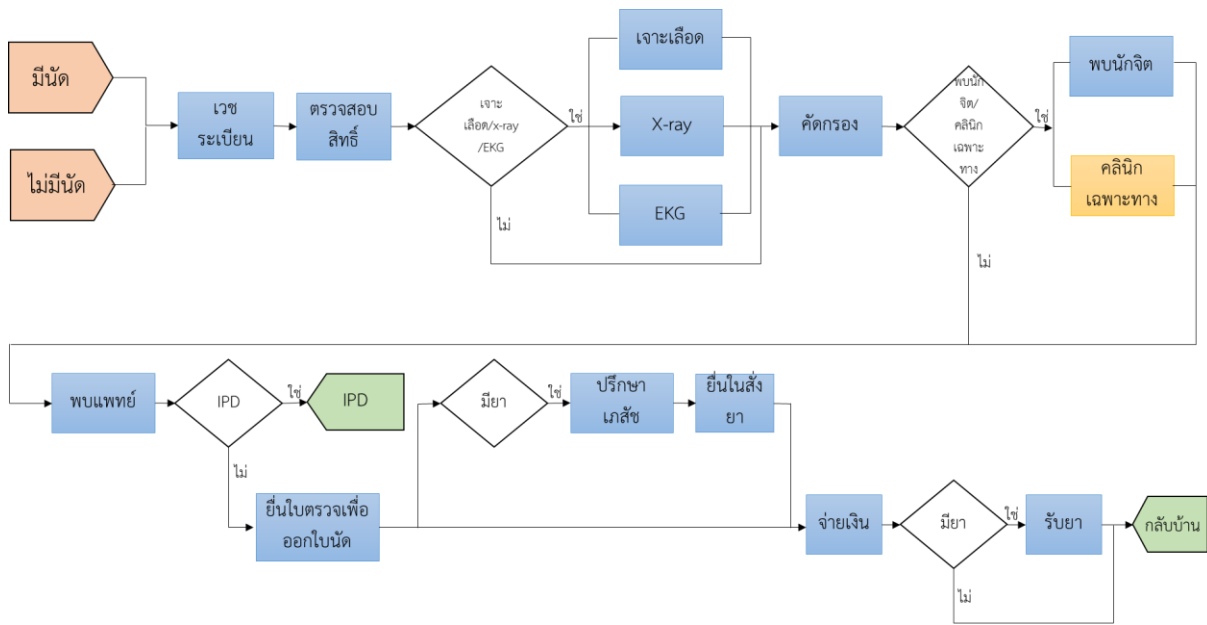 มีนัด
ไม่มีนัด
เวช
ระเบียน
ตรวจสอบ
สิทธิ์
เจาะ
เลือด/x-ray
/EKG
ใช่
ไม่
เจาะเลือด
X-ray
EKG
คัดกรอง
พบนัก
จิต/
คลินิก
เฉพาะ
ทาง
ใช่
ไม่
พบนักจิต
คลินิก
เฉพาะทาง
พบแพทย์
IPD
ใช่
IPD
ไม่
ยื่นใบตรวจเพื่อ
ออกใบนัด
มียา
ใช่
ปรึกษา
เภสัช
ยื่นในสั่ง
ยา
จ่ายเงิน
มียา
ใช่
ไม่
รับยา
กลับบ้าน